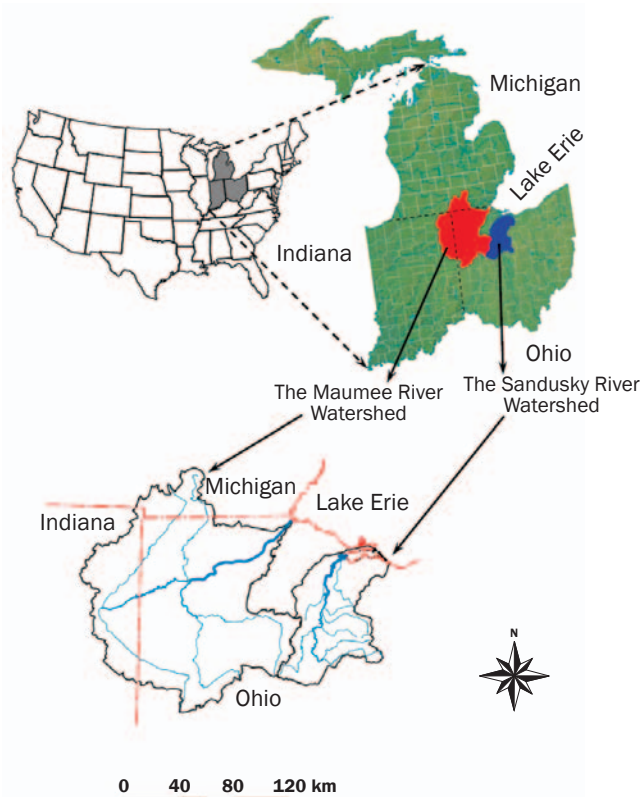 Michigan
Lake Erie
Indiana
Ohio
The Maumee River
Watershed
The Sandusky River
Watershed
Michigan
Lake Erie
Indiana
Ohio
N
0 40 80 120 km